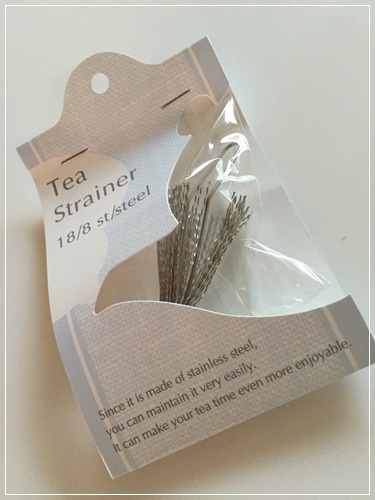 Tea
Strainer
18/8 st/steel
Since it is made of stainless steel,
you can maintain it very easily.
It can make your tea time even more enjoyable.